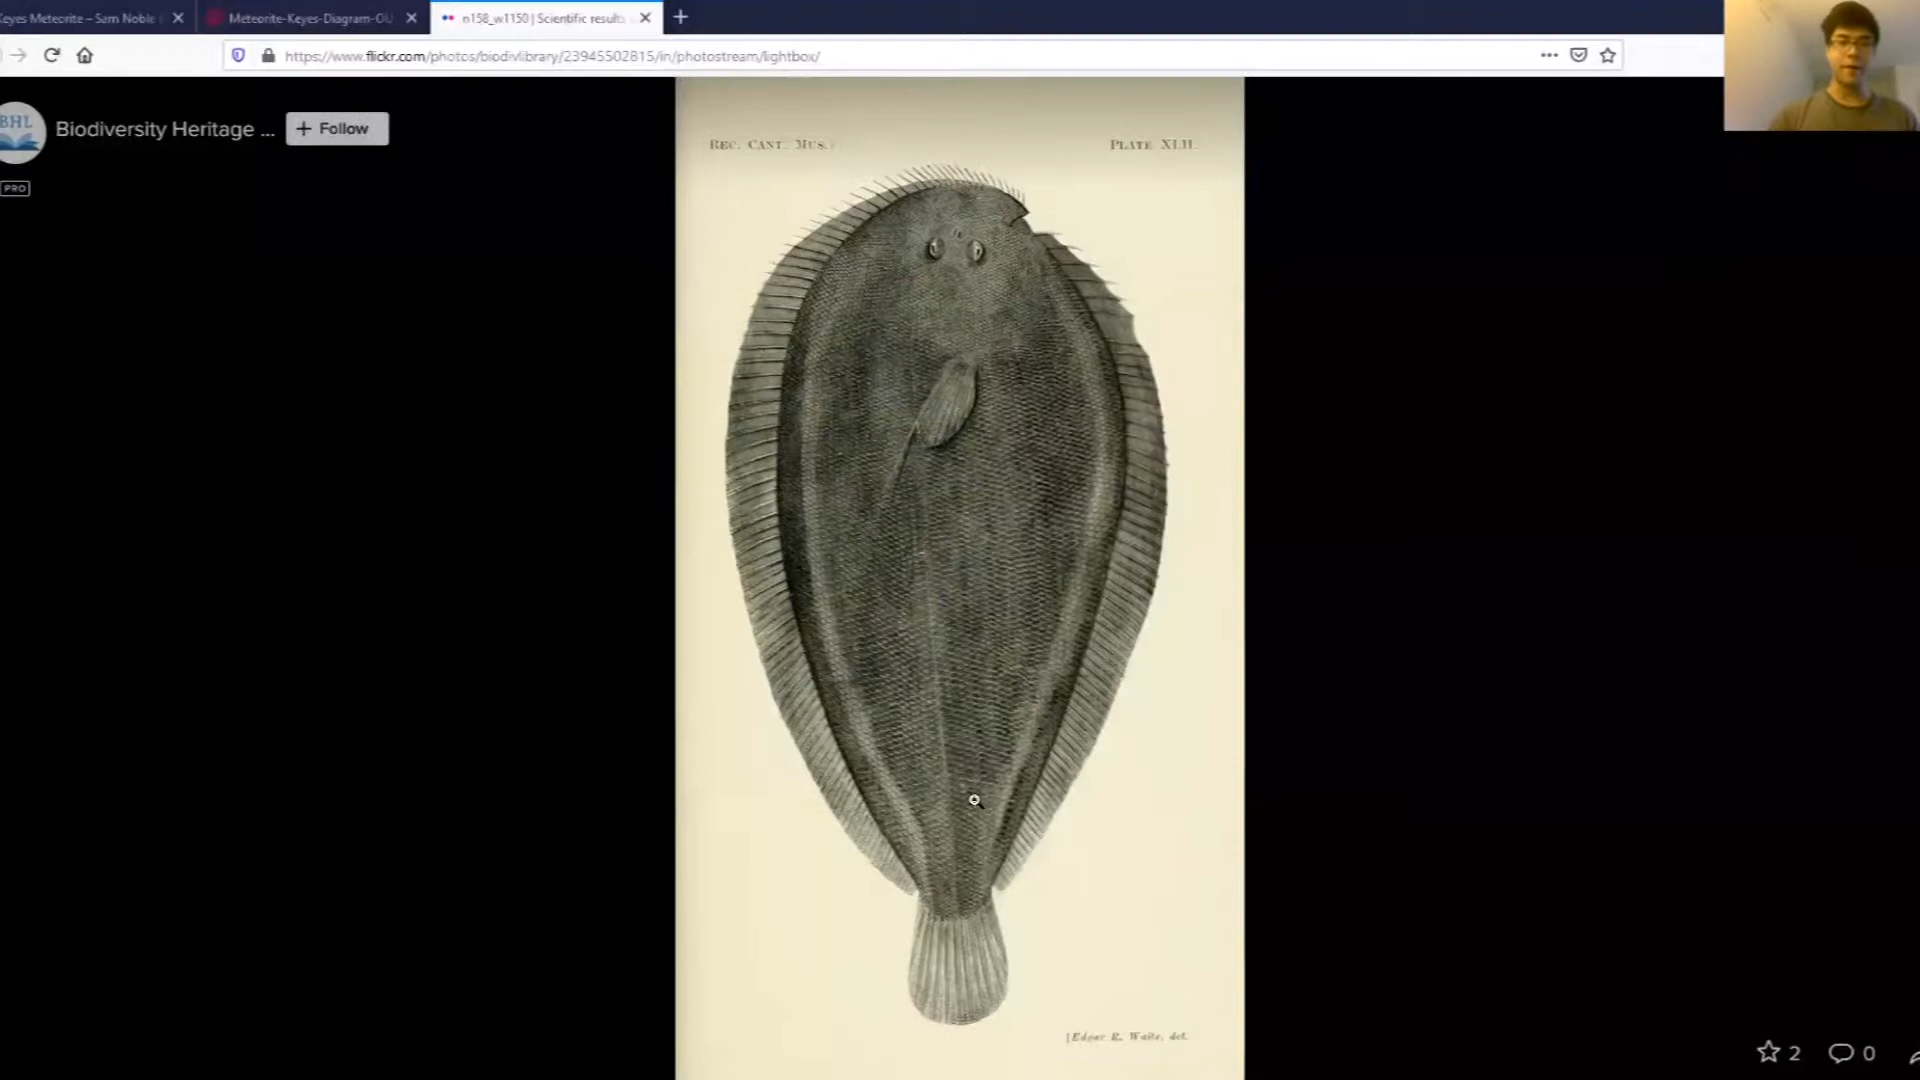 Keyes Meteorite – Sam Noble
Meteorite-Keyes-Diagram-OU
n158_w1150 | Scientific results
https://www.flickr.com/photos/biodivlibrary/23945502815/in/photostream/lightbox/
BHL
Biodiversity Heritage ...
+ Follow
PRO
REC. CANT. MUS.
PLATE XLII.
[Edgar R. Waite, del.
2
0